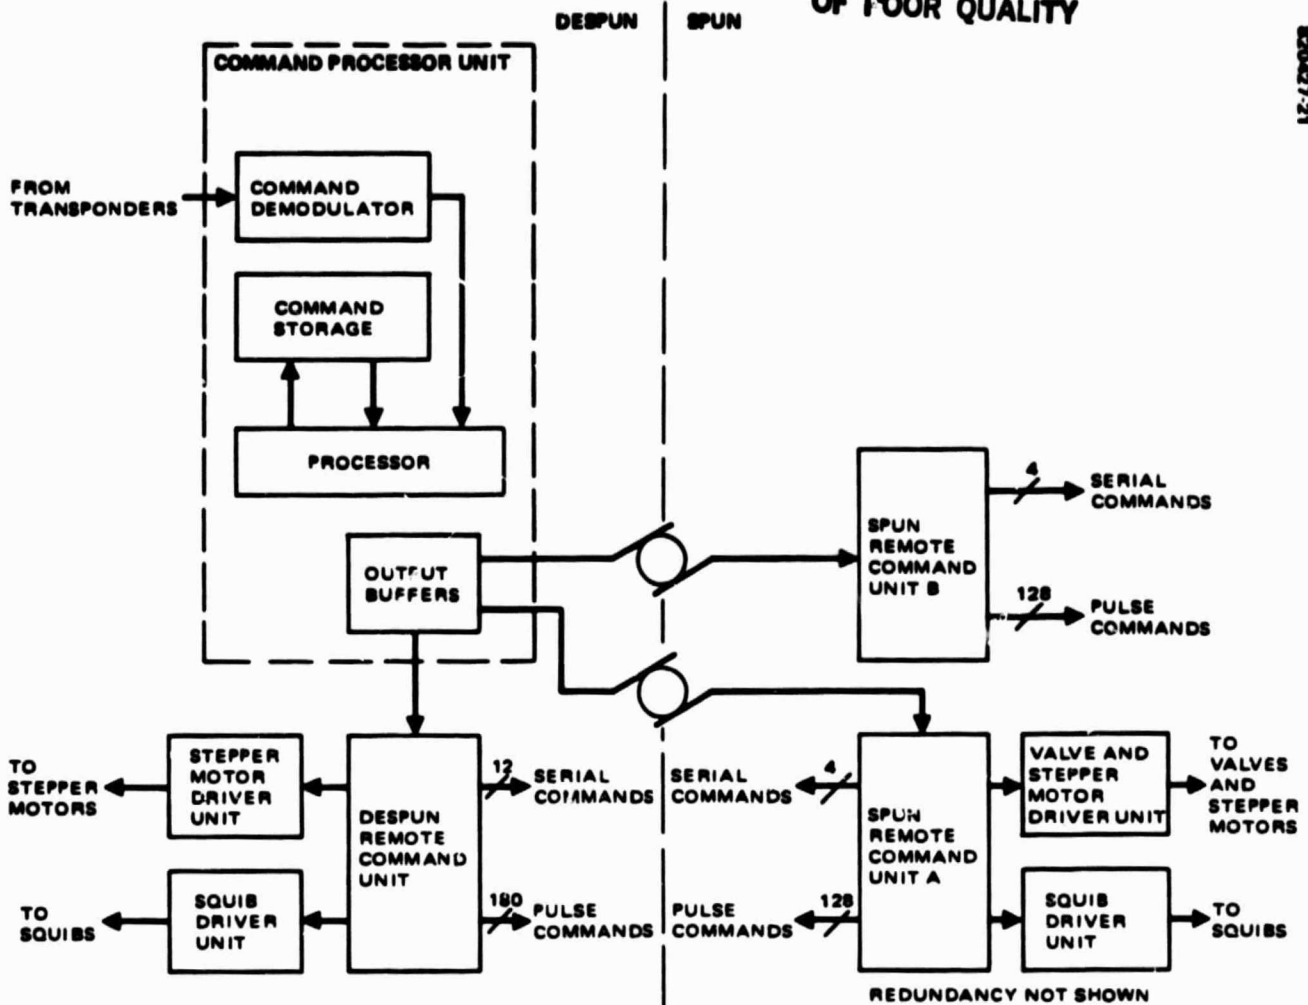 OF POOR QUALITY
DESPUN
SPUN
820427-21
COMMAND PROCESSOR UNIT
FROM
TRANSPONDERS
COMMAND
DEMODULATOR
COMMAND
STORAGE
PROCESSOR
OUTPUT
BUFFERS
SPUN
REMOTE
COMMAND
UNIT B
4
SERIAL
COMMANDS
128
PULSE
COMMANDS
TO
STEPPER
MOTORS
STEPPER
MOTOR
DRIVER
UNIT
DESPUN
REMOTE
COMMAND
UNIT
12
SERIAL
COMMANDS
SERIAL
COMMANDS
4
SPUN
REMOTE
COMMAND
UNIT A
VALVE AND
STEPPER
MOTOR
DRIVER UNIT
TO
VALVES
AND
STEPPER
MOTORS
TO
SQUIBS
SQUIB
DRIVER
UNIT
180
PULSE
COMMANDS
PULSE
COMMANDS
128
SQUIB
DRIVER
UNIT
TO
SQUIBS
REDUNDANCY NOT SHOWN